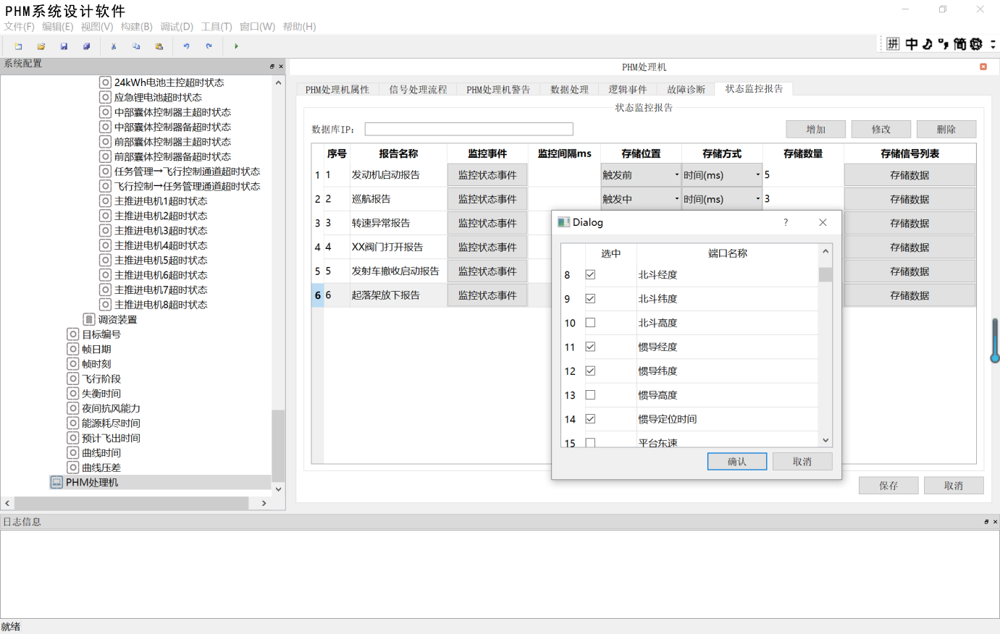 PHM系统设计软件
文件(F) 编辑(E) 视图(V) 构建(B) 调试(D) 工具(T) 窗口(W) 帮助(H)
拼 中 简
系统配置
24kWh电池主控超时状态
应急锂电池超时状态
中部囊体控制器主超时状态
中部囊体控制器备超时状态
前部囊体控制器主超时状态
前部囊体控制器备超时状态
任务管理→飞行控制通道超时状态
飞行控制→任务管理通道超时状态
主推进电机1超时状态
主推进电机2超时状态
主推进电机3超时状态
主推进电机4超时状态
主推进电机5超时状态
主推进电机6超时状态
主推进电机7超时状态
主推进电机8超时状态
调资装置
目标编号
帧日期
帧时刻
飞行阶段
失衡时间
夜间抗风能力
能源耗尽时间
预计飞出时间
曲线时间
曲线压差
PHM处理机
PHM处理机
PHM处理机属性 信号处理流程 PHM处理机警告 数据处理 逻辑事件 故障诊断 状态监控报告
状态监控报告
数据库IP: 增加 修改 删除
序号 报告名称 监控事件 监控间隔ms 存储位置 存储方式 存储数量 存储信号列表
1 1 发动机启动报告 监控状态事件 触发前 时间(ms) 5 存储数据
2 2 巡航报告 监控状态事件 触发中 时间(ms) 3 存储数据
3 3 转速异常报告 监控状态事件 存储数据
4 4 XX阀门打开报告 监控状态事件 存储数据
5 5 发射车撤收启动报告 监控状态事件 存储数据
6 6 起落架放下报告 监控状态事件 存储数据
Dialog ?
选中 端口名称
8 北斗经度
9 北斗纬度
10 北斗高度
11 惯导经度
12 惯导纬度
13 惯导高度
14 惯导定位时间
15 平台东速
确认 取消
保存 取消
日志信息
就绪